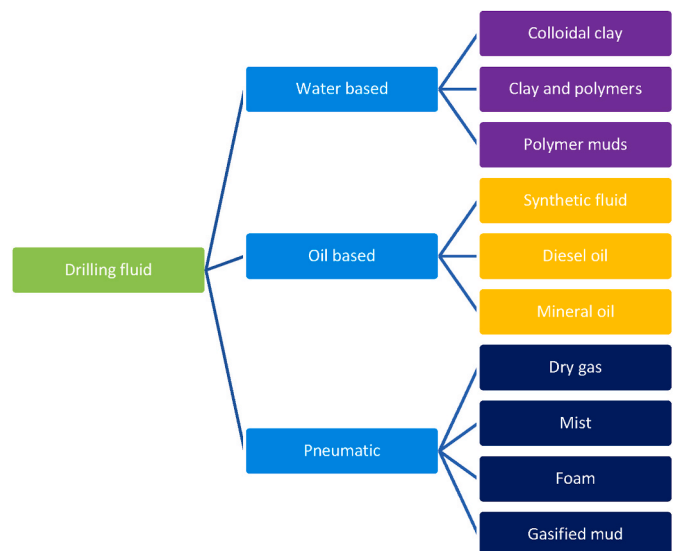 Drilling fluid
Water based
Colloidal clay
Clay and polymers
Polymer muds
Oil based
Synthetic fluid
Diesel oil
Mineral oil
Pneumatic
Dry gas
Mist
Foam
Gasified mud